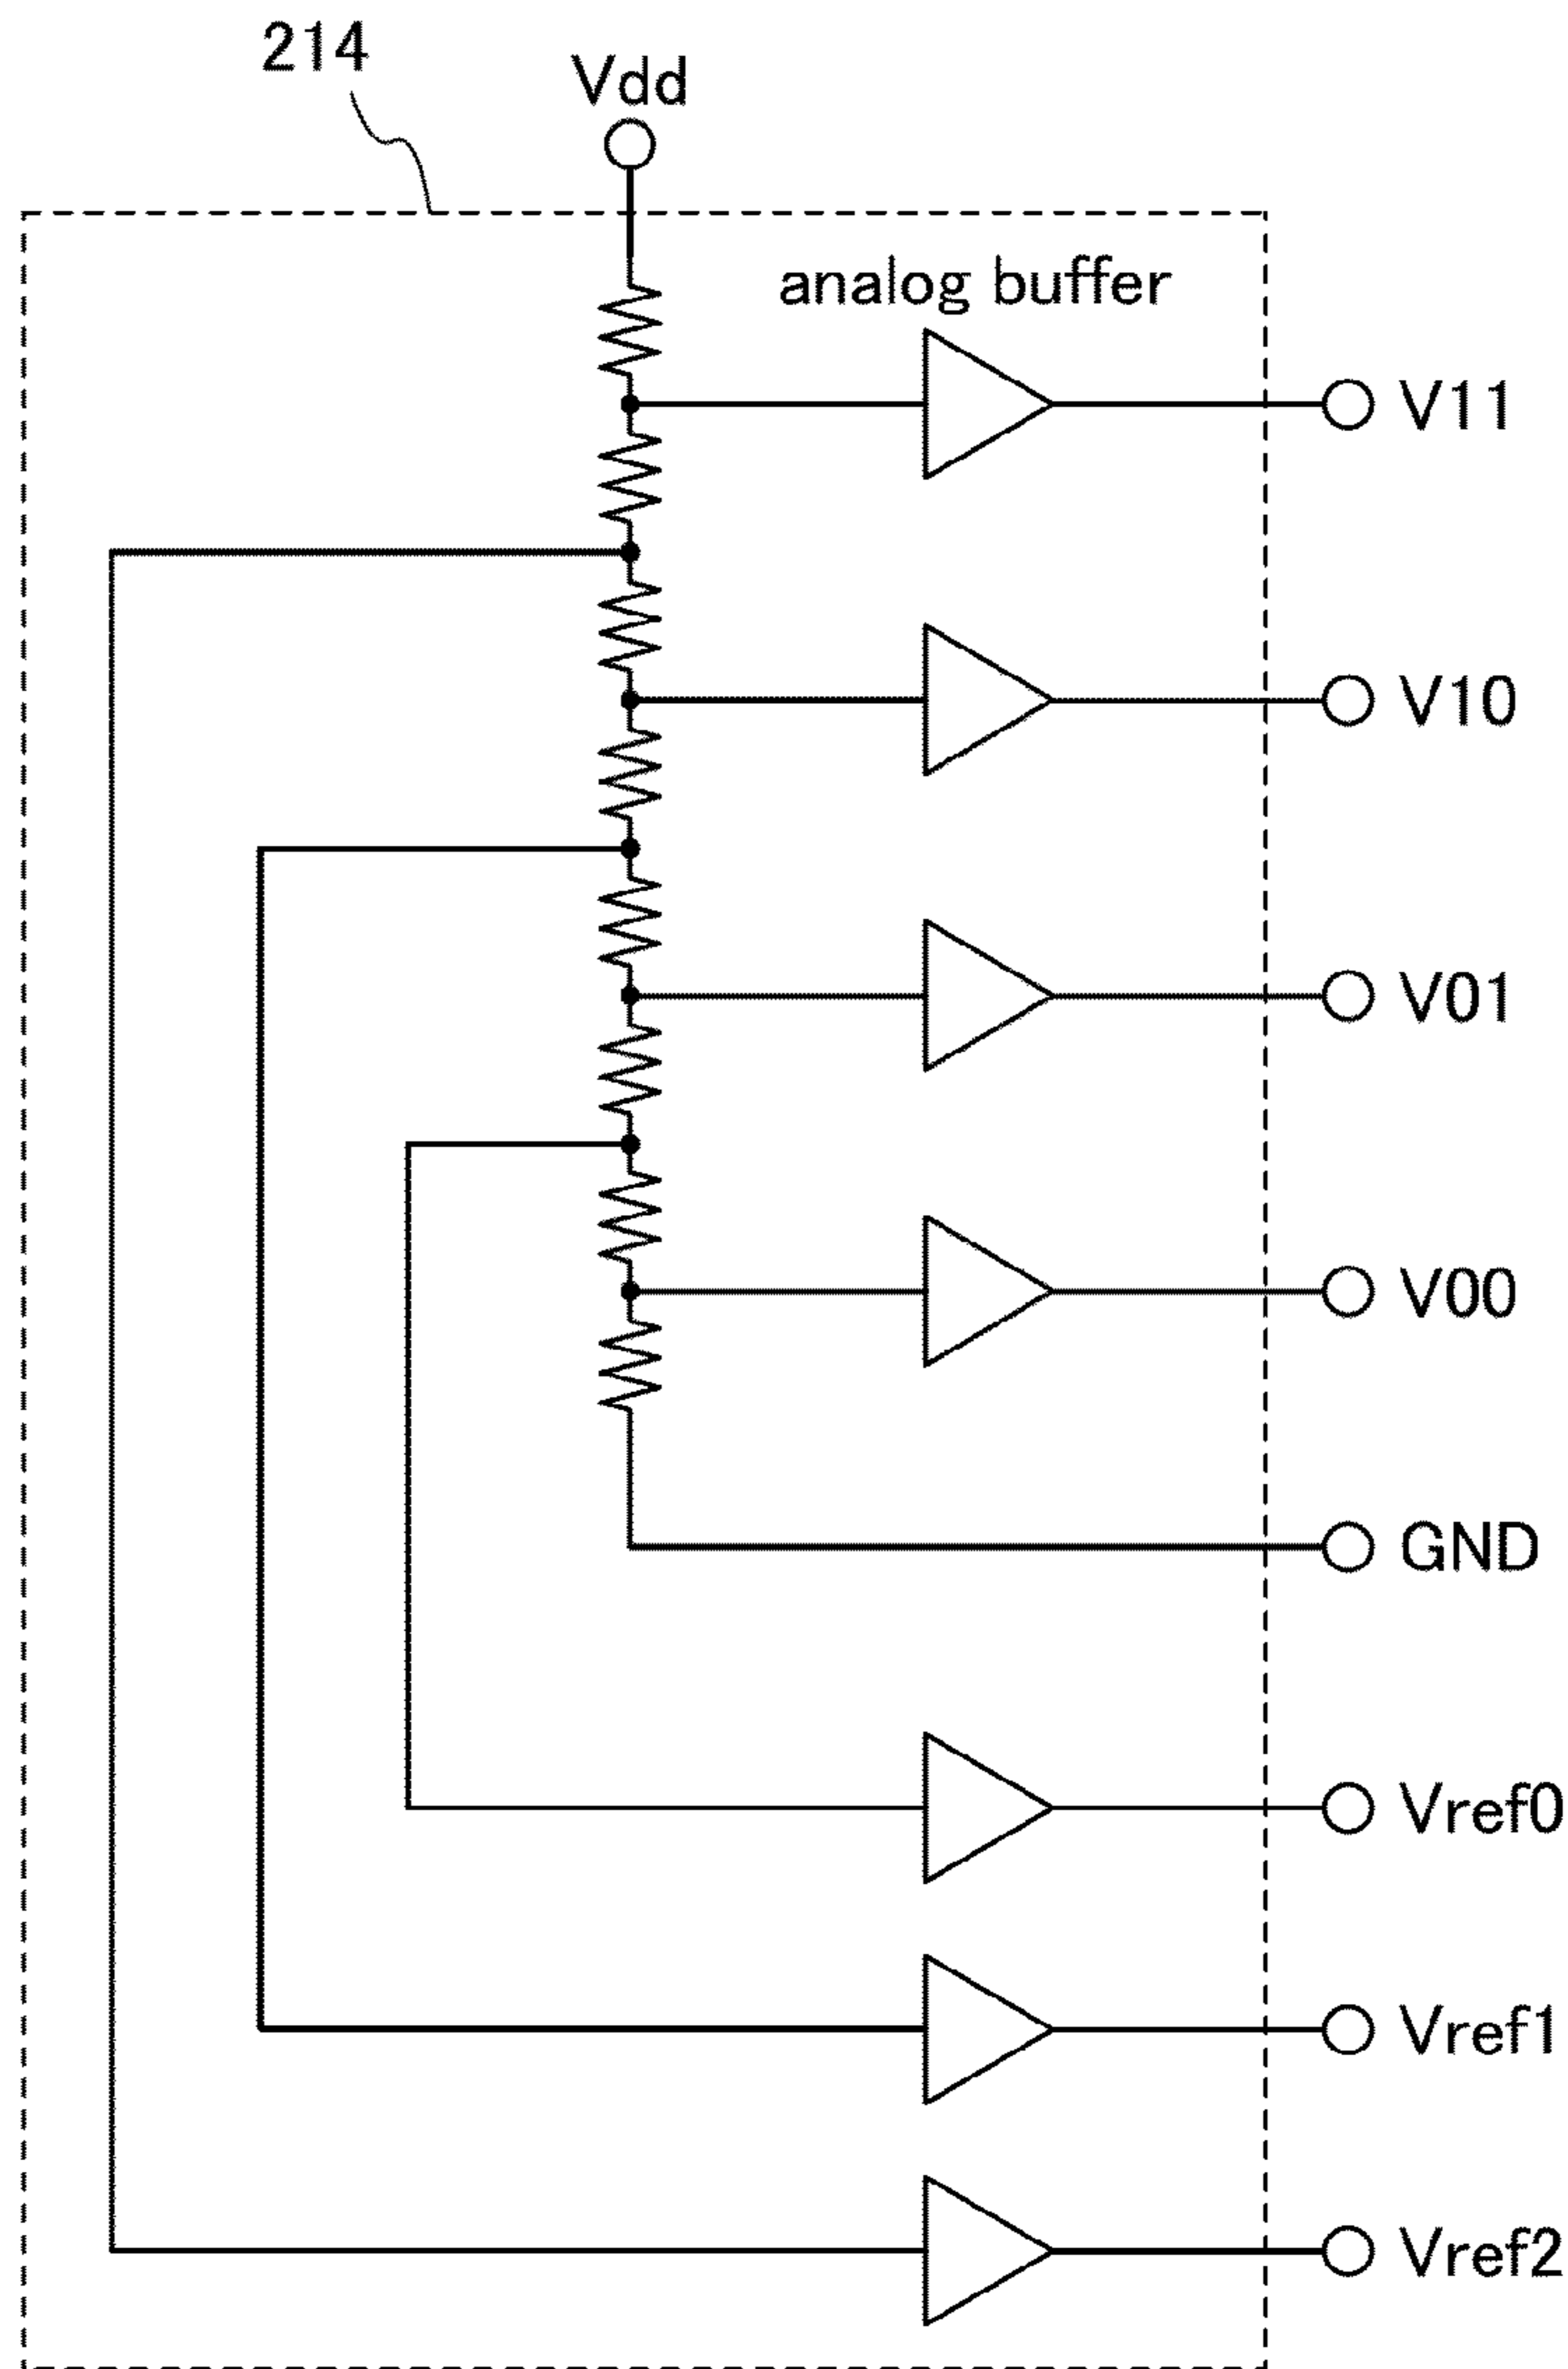 214
Vdd
analog buffer
V11
V10
V01
V00
GND
Vref0
Vref1
Vref2